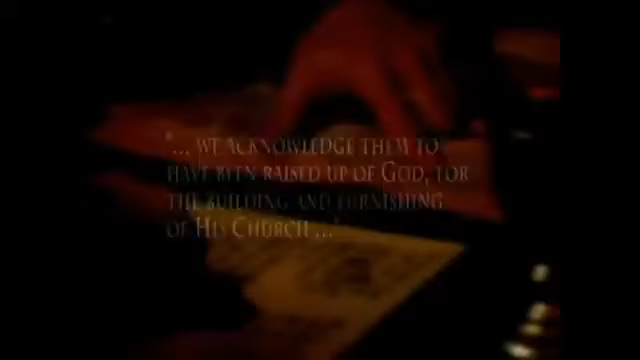 "... WE ACKNOWLEDGE THEM TO
HAVE BEEN RAISED UP OF GOD, FOR
THE BUILDING AND FURNISHING
OF HIS CHURCH ..."